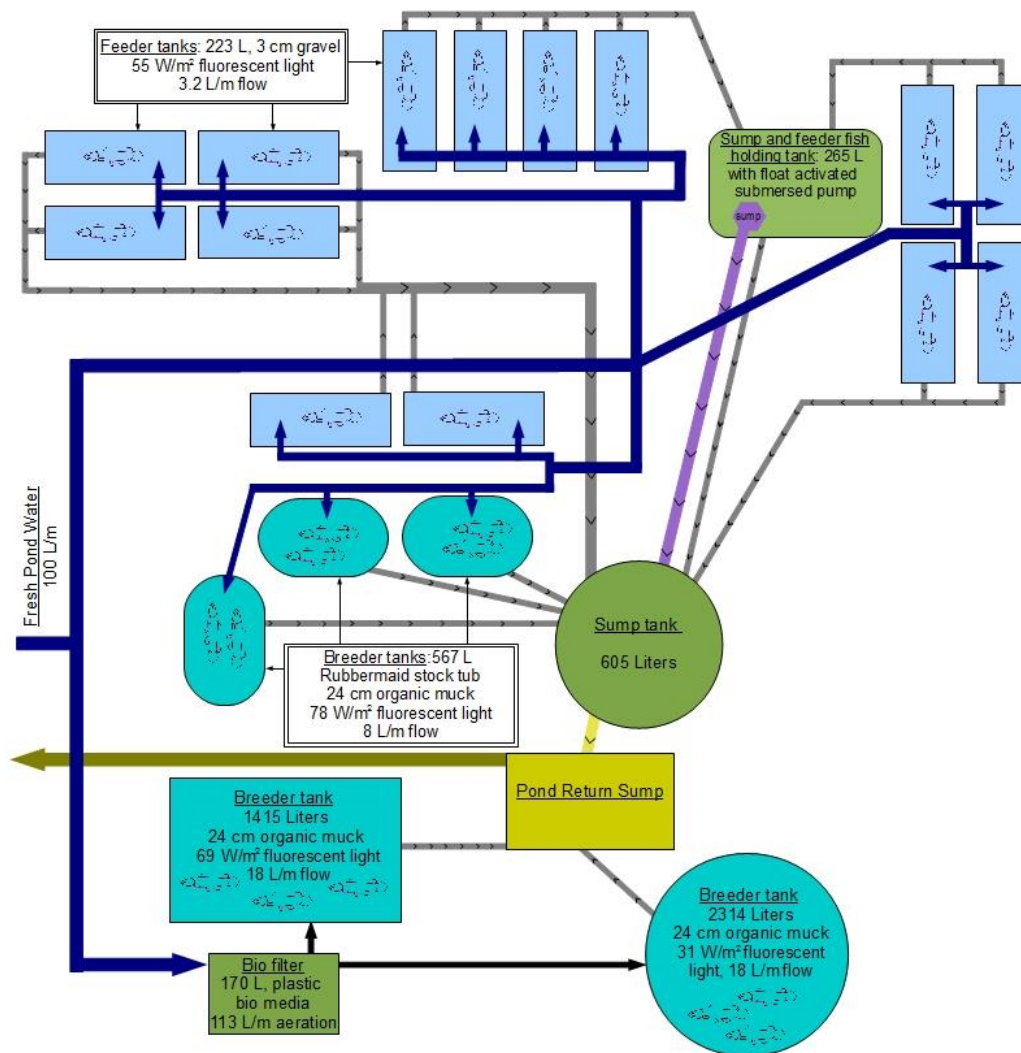 Feeder tanks: 223 L, 3 cm gravel
55 W/m² fluorescent light
3.2 L/m flow
Sump and feeder fish
holding tank: 265 L
with float activated
submersed pump
sump
Fresh Pond Water
100 L/m
Sump tank
605 Liters
Breeder tanks:567 L
Rubbermaid stock tub
24 cm organic muck
78 W/m² fluorescent light
8 L/m flow
Pond Return Sump
Breeder tank
1415 Liters
24 cm organic muck
69 W/m² fluorescent light
18 L/m flow
Breeder tank
2314 Liters
24 cm organic muck
31 W/m² fluorescent
light, 18 L/m flow
Bio filter
170 L, plastic
bio media
113 L/m aeration